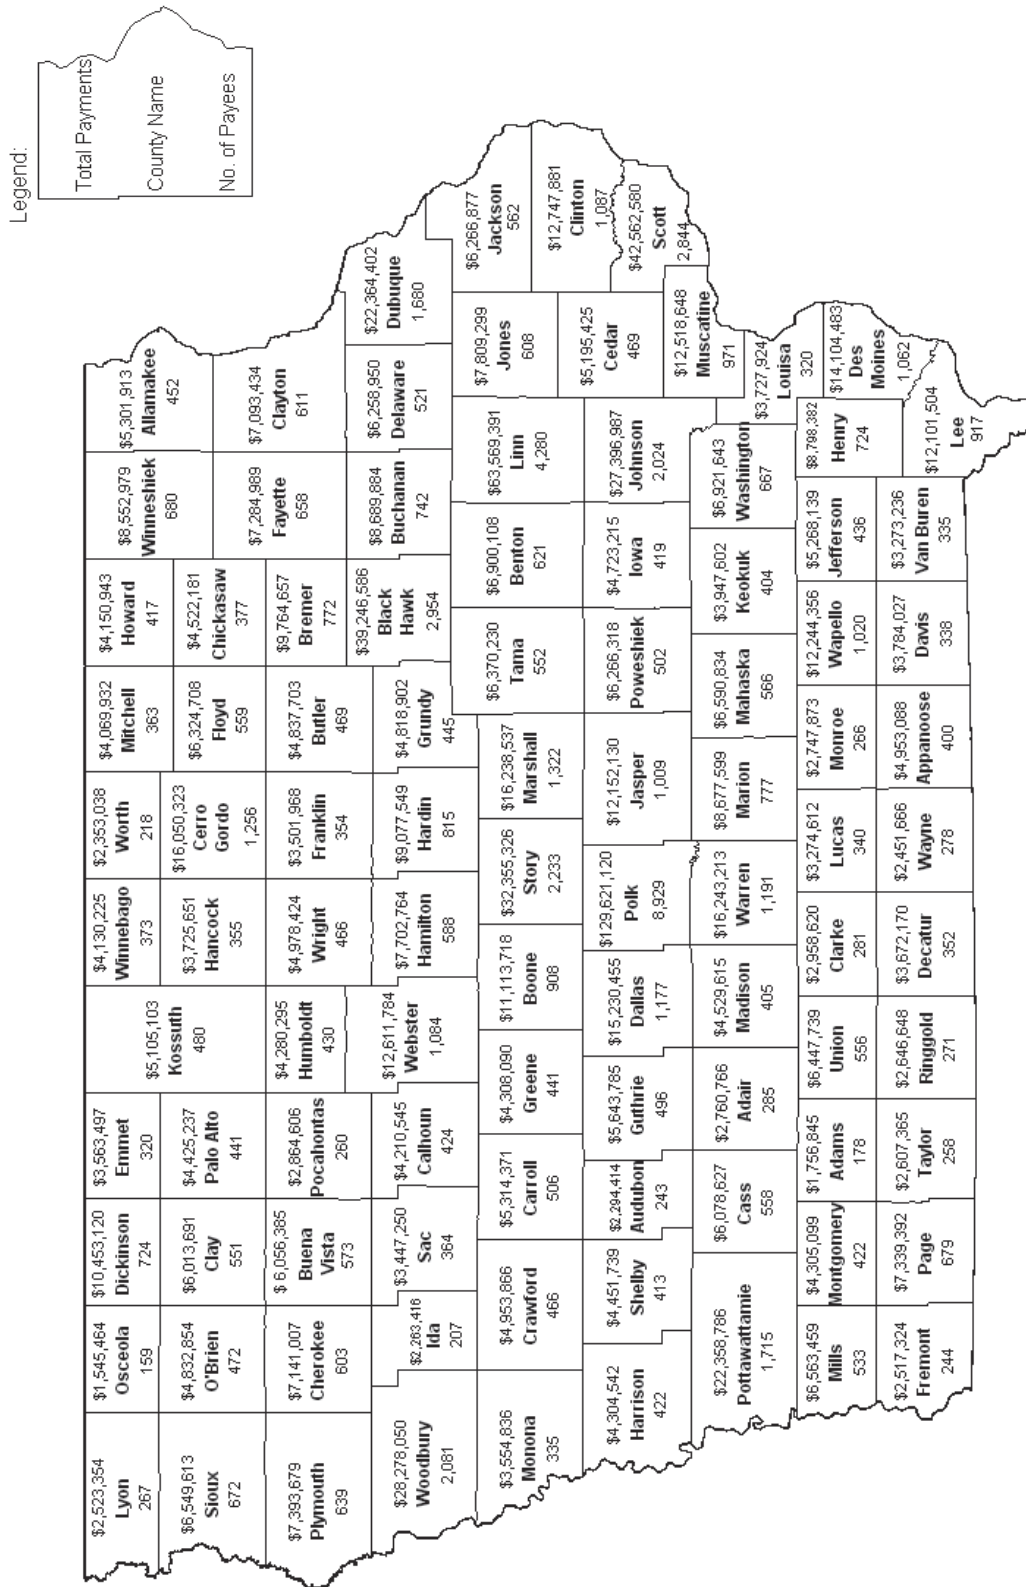 Legend:
Total Payments
County Name
No. of Payees
$2,523,354
Lyon
267
$1,545,464
Osceola
159
$10,453,120
Dickinson
724
$3,563,497
Emmet
320
$5,105,103
Kossuth
480
$4,130,225
Winnebago
373
$2,353,038
Worth
218
$4,069,932
Mitchell
363
$4,150,943
Howard
417
$8,552,979
Winneshiek
680
$5,301,913
Allamakee
452
$6,549,613
Sioux
672
$4,832,854
O'Brien
472
$6,013,691
Clay
551
$4,425,237
Palo Alto
441
$3,725,651
Hancock
355
$16,050,323
Cerro
Gordo
1,256
$6,324,708
Floyd
559
$4,522,181
Chickasaw
377
$7,284,989
Fayette
658
$7,093,434
Clayton
611
$7,393,679
Plymouth
639
$7,141,007
Cherokee
603
$ 6,056,385
Buena
Vista
573
$2,864,606
Pocahontas
260
$4,280,295
Humboldt
430
$4,978,424
Wright
466
$3,501,968
Franklin
354
$4,837,703
Butler
469
$9,764,657
Bremer
772
$28,278,050
Woodbury
2,081
$2,263,416
Ida
207
$3,447,250
Sac
364
$4,210,545
Calhoun
424
$12,611,784
Webster
1,084
$7,702,764
Hamilton
588
$9,077,549
Hardin
815
$4,818,902
Grundy
445
$39,246,586
Black
Hawk
2,954
$8,689,884
Buchanan
742
$6,258,950
Delaware
521
$22,364,402
Dubuque
1,680
$3,554,836
Monona
335
$4,953,866
Crawford
466
$5,314,371
Carroll
506
$4,308,090
Greene
441
$11,113,718
Boone
908
$32,355,326
Story
2,233
$16,238,537
Marshall
1,322
$6,370,230
Tama
552
$6,900,108
Benton
621
$63,569,391
Linn
4,280
$7,809,299
Jones
608
$6,266,877
Jackson
562
$4,304,542
Harrison
422
$4,451,739
Shelby
413
$2,294,414
Audubon
243
$5,643,785
Guthrie
496
$15,230,455
Dallas
1,177
$129,621,120
Polk
8,929
$12,152,130
Jasper
1,009
$6,266,318
Poweshiek
502
$4,723,215
Iowa
419
$27,396,987
Johnson
2,024
$5,195,425
Cedar
469
$12,747,881
Clinton
1,087
$42,562,580
Scott
2,844
$12,518,648
Muscatine
971
$22,358,786
Pottawattamie
1,715
$6,078,627
Cass
558
$2,760,766
Adair
285
$4,529,615
Madison
405
$16,243,213
Warren
1,191
$8,677,599
Marion
777
$6,590,834
Mahaska
566
$3,947,602
Keokuk
404
$6,921,643
Washington
667
$3,727,924
Louisa
320
$6,563,459
Mills
533
$4,305,099
Montgomery
422
$1,756,845
Adams
178
$6,447,739
Union
556
$2,958,620
Clarke
281
$3,274,612
Lucas
340
$2,747,873
Monroe
266
$12,244,356
Wapello
1,020
$5,268,139
Jefferson
436
$8,798,382
Henry
724
$14,104,483
Des
Moines
1,062
$2,517,324
Fremont
244
$7,339,392
Page
679
$2,607,365
Taylor
258
$2,646,648
Ringgold
271
$3,672,170
Decatur
352
$2,451,666
Wayne
278
$4,953,088
Appanoose
400
$3,784,027
Davis
338
$3,273,236
Van Buren
335
$12,101,504
Lee
917